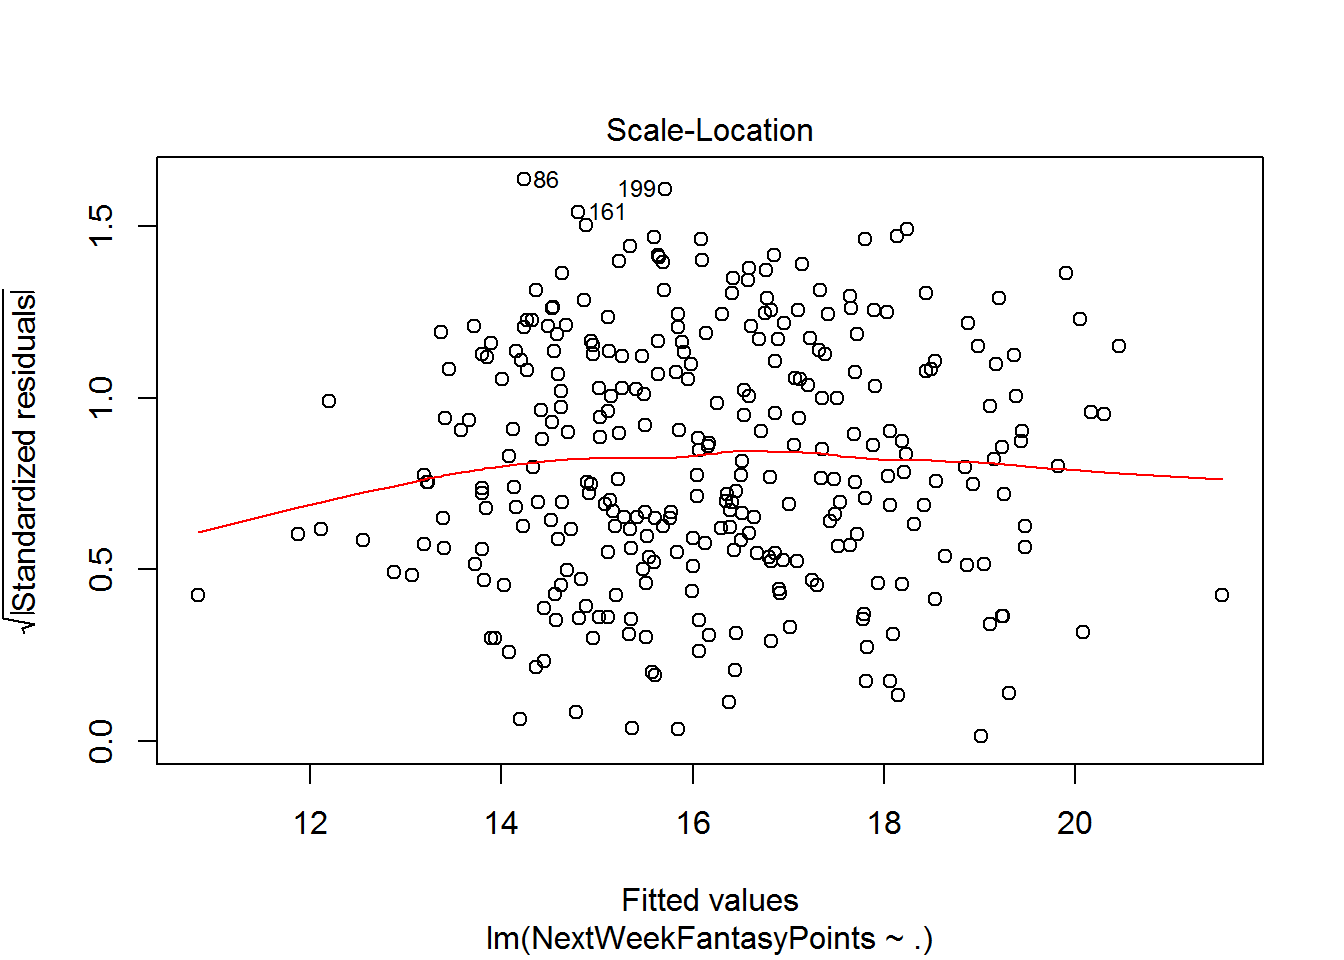 Scale-Location
86
199
161
1.5
1.0
0.5
0.0
√|Standardized residuals|
12 14 16 18 20
Fitted values
lm(NextWeekFantasyPoints ~ .)